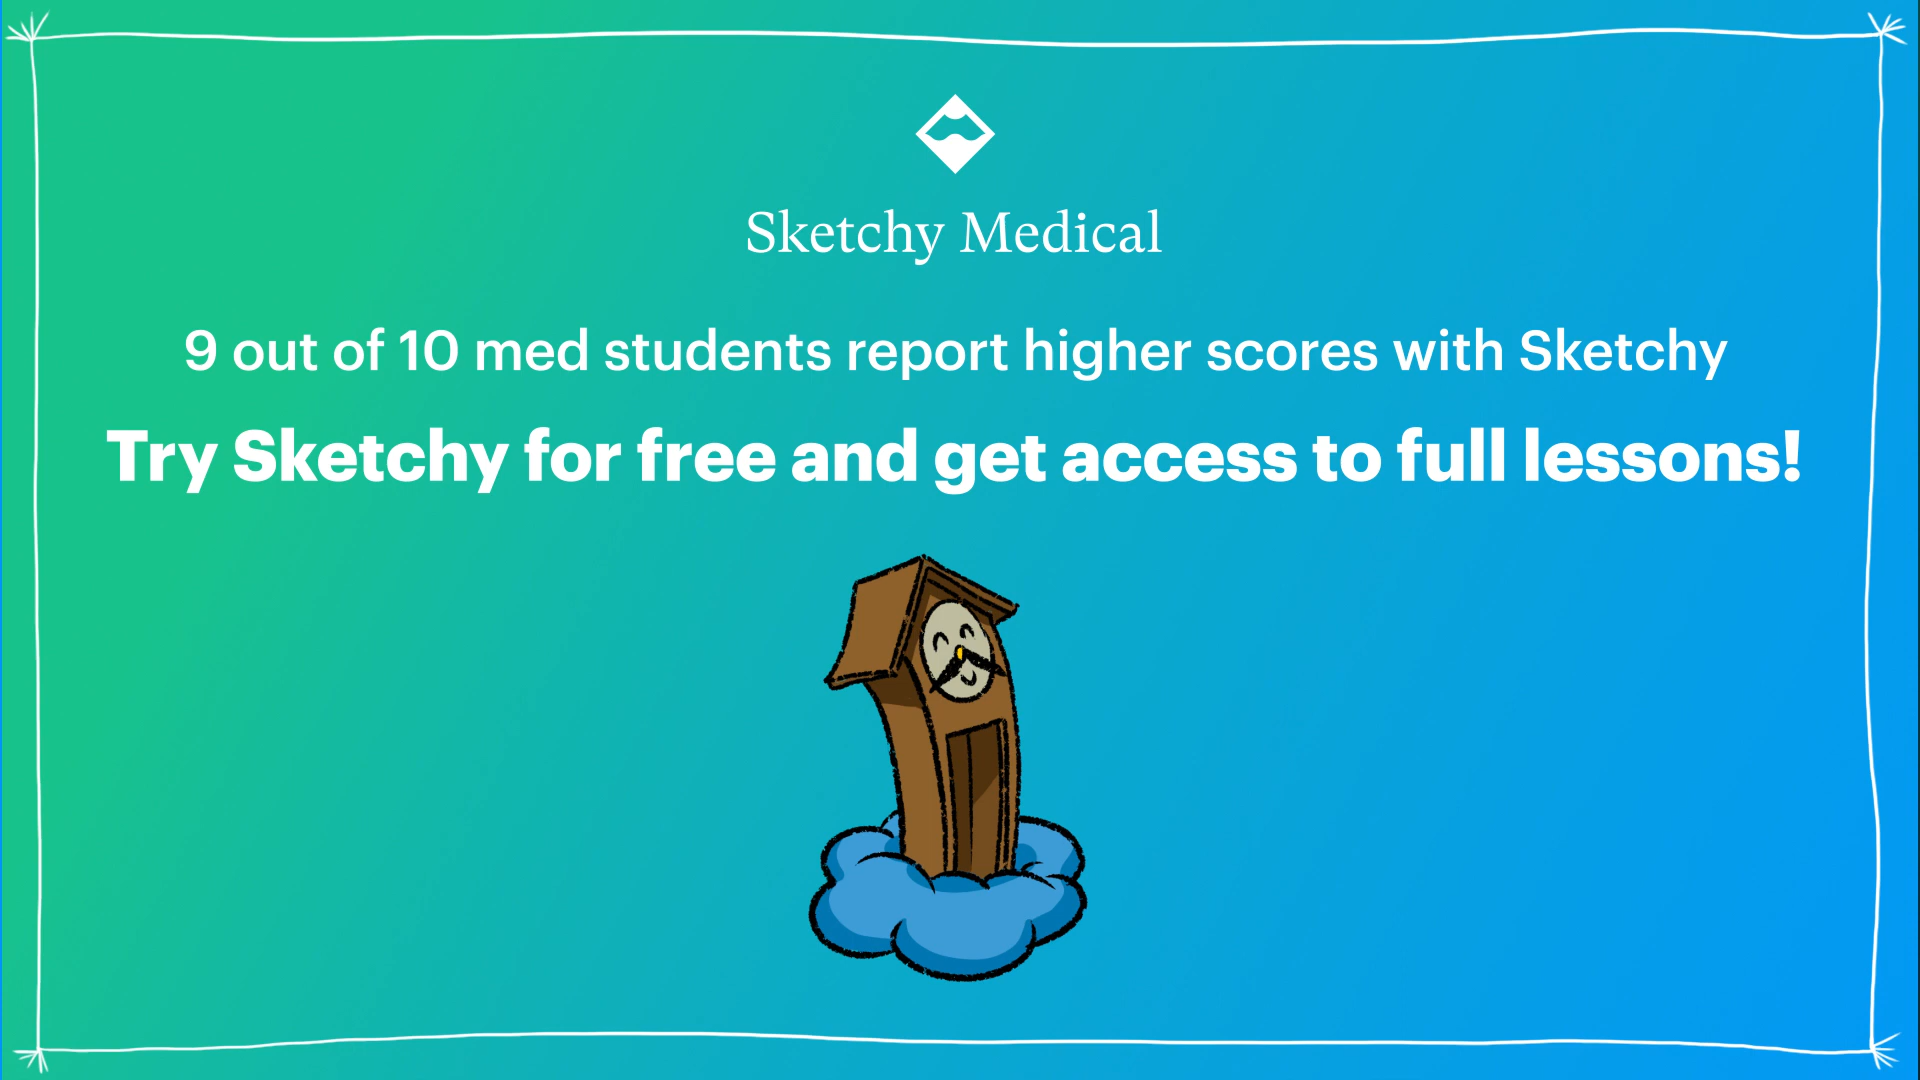 Sketchy Medical
9 out of 10 med students report higher scores with Sketchy
Try Sketchy for free and get access to full lessons!